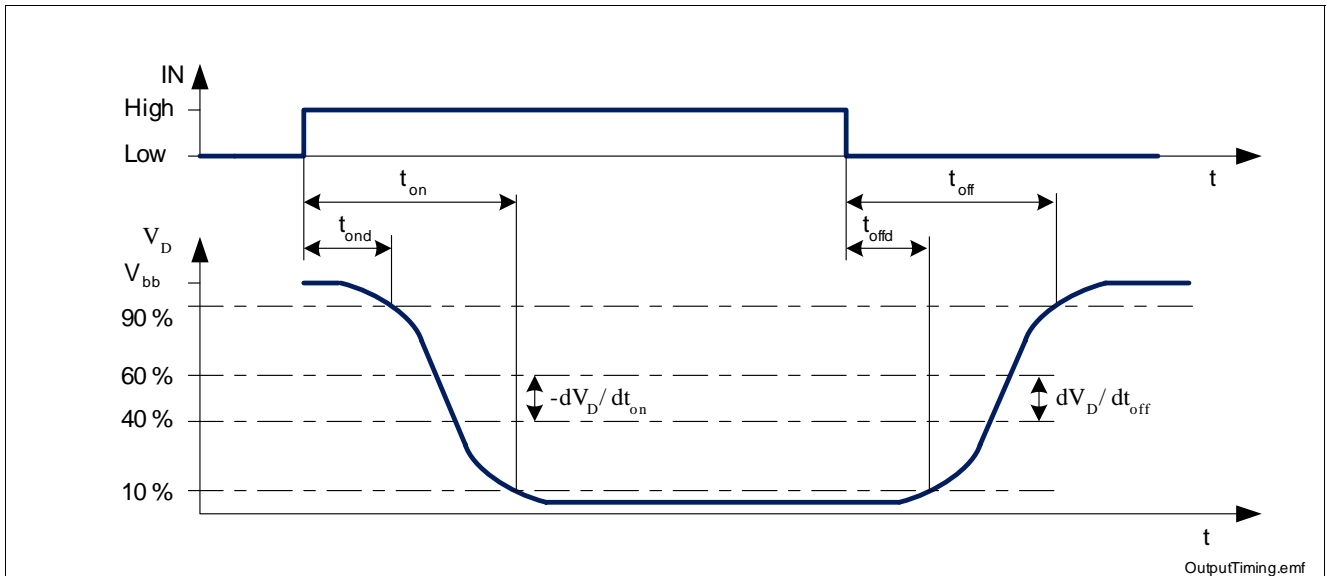 IN
High
Low
t
t_on
t_off
t_ond
t_offd
V_D
V_bb
90 %
60 %
-dV_D/ dt_on
dV_D/ dt_off
40 %
10 %
t
OutputTiming.emf